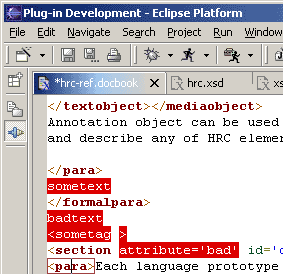 Plug-in Development - Eclipse Platform
File Edit Navigate Search Project Run Window
*hrc-ref.docbook hrc.xsd xs
</textobject></mediaobject>
Annotation object can be used
and describe any of HRC eleme
</para>
sometext
</formalpara>
badtext
<sometag >
<section attribute='bad' id='c
<para>Each language prototype